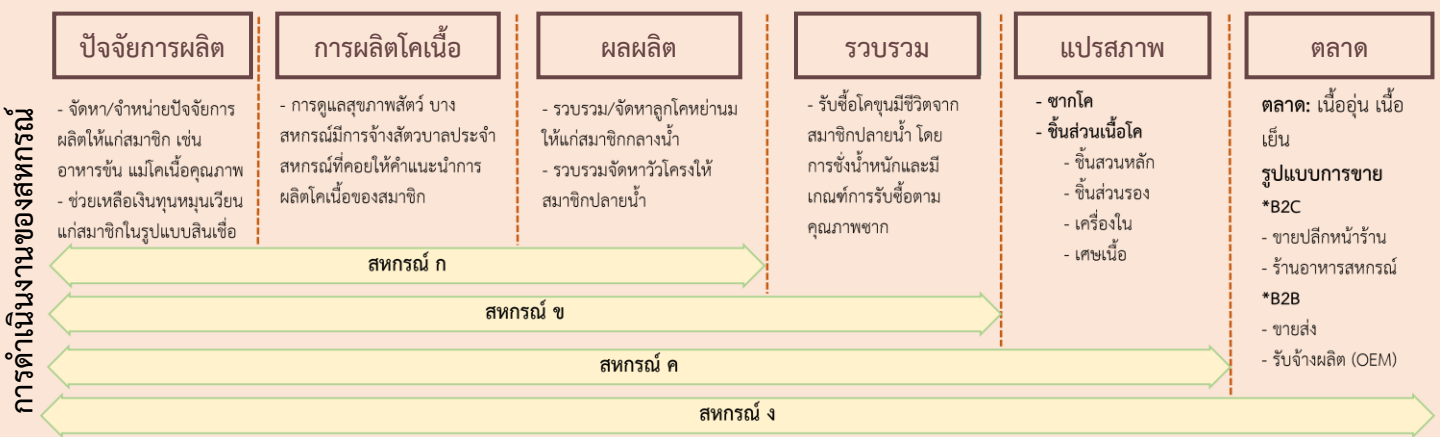 การดำเนินงานของสหกรณ์
ปัจจัยการผลิต
- จัดหา/จำหน่ายปัจจัยการ
ผลิตให้แก่สมาชิก เช่น
อาหารข้น แม่โคเนื้อคุณภาพ
- ช่วยเหลือเงินทุนหมุนเวียน
แก่สมาชิกในรูปแบบสินเชื่อ
การผลิตโคเนื้อ
- การดูแลสุขภาพสัตว์ บาง
สหกรณ์มีการจ้างสัตวบาลประจำ
สหกรณ์ที่คอยให้คำแนะนำการ
ผลิตโคเนื้อของสมาชิก
ผลผลิต
- รวบรวม/จัดหาลูกโคหย่านม
ให้แก่สมาชิกกลางน้ำ
- รวบรวมจัดหาวัวโครงให้
สมาชิกปลายน้ำ
รวบรวม
- รับซื้อโคขุนมีชีวิตจาก
สมาชิกปลายน้ำ โดย
การชั่งน้ำหนักและมี
เกณฑ์การรับซื้อตาม
คุณภาพซาก
แปรสภาพ
- ซากโค
- ชิ้นส่วนเนื้อโค
- ชิ้นสวนหลัก
- ชิ้นส่วนรอง
- เครื่องใน
- เศษเนื้อ
ตลาด
ตลาด: เนื้ออุ่น เนื้อ
เย็น
รูปแบบการขาย
*B2C
- ขายปลีกหน้าร้าน
- ร้านอาหารสหกรณ์
*B2B
- ขายส่ง
- รับจ้างผลิต (OEM)
สหกรณ์ ก
สหกรณ์ ข
สหกรณ์ ค
สหกรณ์ ง